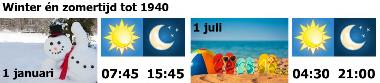 Winter én zomertijd tot 1940
1 januari
07:45 15:45
1 juli
04:30 21:00